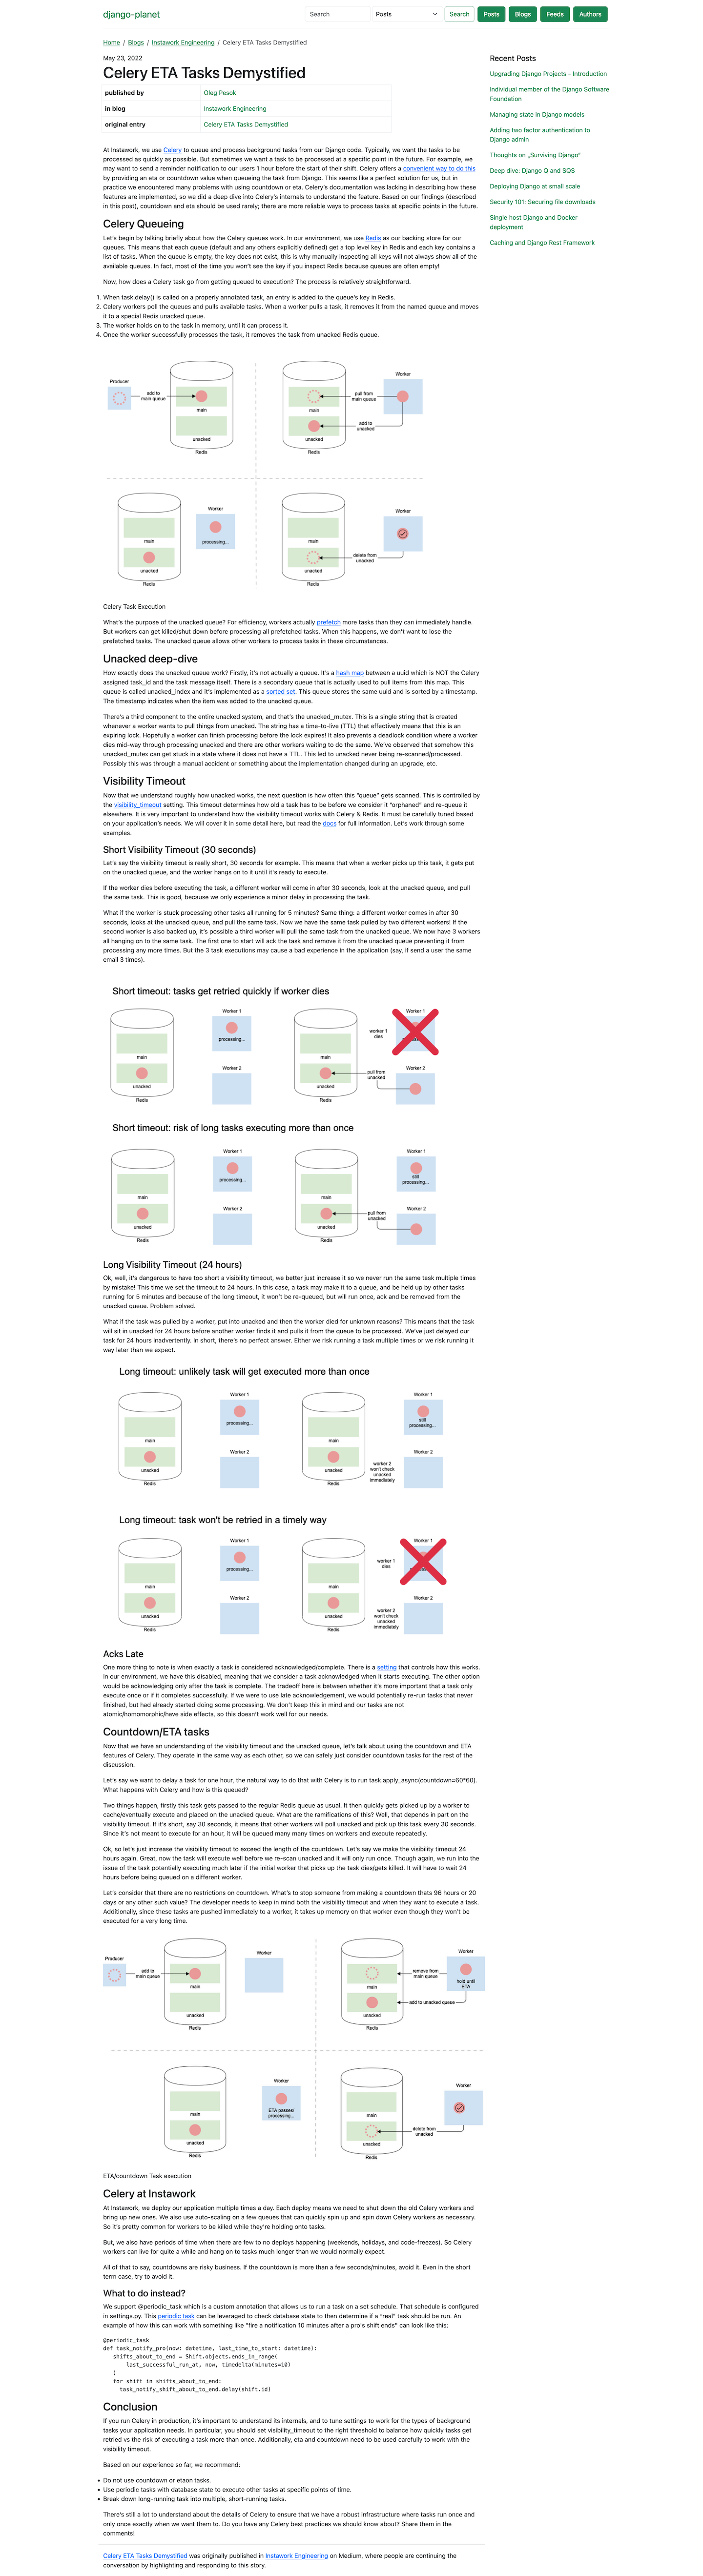 django-planet
Search
Posts
Search
Posts
Blogs
Feeds
Authors
Home / Blogs / Instawork Engineering / Celery ETA Tasks Demystified
May 23, 2022
Celery ETA Tasks Demystified
published by Oleg Pesok
in blog Instawork Engineering
original entry Celery ETA Tasks Demystified
At Instawork, we use Celery to queue and process background tasks from our Django code. Typically, we want the tasks to be
processed as quickly as possible. But sometimes we want a task to be processed at a specific point in the future. For example, we
may want to send a reminder notification to our users 1 hour before the start of their shift. Celery offers a convenient way to do this
by providing an eta or countdown value when queueing the task from Django. This seems like a perfect solution for us, but in
practice we encountered many problems with using countdown or eta. Celery's documentation was lacking in describing how these
features are implemented, so we did a deep dive into Celery's internals to understand the feature. Based on our findings (described
in this post), countdown and eta should be use rarely; there are more reliable ways to process tasks at specific points in the future.
Celery Queueing
Let's begin by talking briefly about how the Celery queues work. In our environment, we use Redis as our backing store for our
queues. This means that each queue (default and any others explicitly defined) get a top level key in Redis and each key contains a
list of tasks. When the queue is empty, the key does not exist, this is why manually inspecting all keys will not always show all of the
available queues. In fact, most of the time you won't see the key if you inspect Redis because queues are often empty!
Now, how does a Celery task go from getting queued to execution? The process is relatively straightforward.
1. When task.delay() is called on a properly annotated task, an entry is added to the queue's key in Redis.
2. Celery workers poll the queues and pulls available tasks. When a worker pulls a task, it removes it from the named queue and moves
it to a special Redis unacked queue.
3. The worker holds on to the task in memory, until it can process it.
4. Once the worker successfully processes the task, it removes the task from unacked Redis queue.
Producer
add to
main queue
main
unacked
Redis
Worker
pull from
main queue
main
add to
unacked
unacked
Redis
Worker
processing...
main
unacked
Redis
Worker
main
delete from
unacked
unacked
Redis
Celery Task Execution
What's the purpose of the unacked queue? For efficiency, workers actually prefetch more tasks than they can immediately handle.
But workers can get killed/shut down before processing all prefetched tasks. When this happens, we don't want to lose the
prefetched tasks. The unacked queue allows other workers to process tasks in these circumstances.
Unacked deep-dive
How exactly does the unacked queue work? Firstly, it's not actually a queue. It's a hash map between a uuid which is NOT the Celery
assigned task_id and the task message itself. There is a secondary queue that is actually used to pull items from this map. This
queue is called unacked_index and it's implemented as a sorted set. This queue stores the same uuid and is sorted by a timestamp.
The timestamp indicates when the item was added to the unacked queue.
There's a third component to the entire unacked system, and that's the unacked_mutex. This is a single string that is created
whenever a worker want to pull things from unacked. The string has a time-to-live (TTL) that effectively means that this is an
expiring lock. Hopefully a worker can finish processing before the lock expires! It also prevents a deadlock condition where a worker
dies mid-way through processing unacked and there are other workers waiting to do the same. We've observed that somehow this
unacked_mutex can get stuck in a state where it does not have a TTL. This led to unacked never being re-scanned/processed.
Possibly this was through a manual accident or something about the implementation changed during an upgrade, etc.
Visibility Timeout
Now that we understand roughly how unacked works, the next question is how often this "queue" gets scanned. This is controlled by
the visibility_timeout setting. This timeout determines how old a task has to be before we consider it "orphaned" and re-queue it
elsewhere. It is very important to understand how the visibility timeout works with Celery & Redis. It must be carefully tuned based
on your application's needs. We will cover it in some detail here, but read the docs for full information. Let's work through some
examples.
Short Visibility Timeout (30 seconds)
Let's say the visibility timeout is really short, 30 seconds for example. This means that when a worker picks up this task, it gets put
on the unacked queue, and the worker hangs on to it until it's ready to execute.
If the worker dies before executing the task, a different worker will come in after 30 seconds, look at the unacked queue, and pull
the same task. This is good, because we only experience a minor delay in processing the task.
What if the worker is stuck processing other tasks all running for 5 minutes? Same thing: a different worker comes in after 30
seconds, looks at the unacked queue, and pull the same task. Now we have the same task pulled by two different workers! If the
second worker is also backed up, it's possible a third worker will pull the same task from the unacked queue. We now have 3 workers
all hanging on to the same task. The first one to start will ack the task and remove it from the unacked queue preventing it from
processing any more times. But the 3 task executions may cause a bad experience in the application (say, if send a user the same
email 3 times).
Short timeout: tasks get retried quickly if worker dies
Worker 1
processing...
main
Worker 2
unacked
Redis
Worker 1
worker 1
dies
main
pull from
unacked
Worker 2
unacked
Redis
Short timeout: risk of long tasks executing more than once
Worker 1
processing...
main
Worker 2
unacked
Redis
Worker 1
still
processing...
main
pull from
unacked
Worker 2
unacked
Redis
Long Visibility Timeout (24 hours)
Ok, well, it's dangerous to have too short a visibility timeout, we better just increase it so we never run the same task multiple times
by mistake! This time we set the timeout to 24 hours. In this case, a task may make it to a queue, and be held up by other tasks
running for 5 minutes and because of the long timeout, it won't be re-queued, but will run once, ack and be removed from the
unacked queue. Problem solved.
What if the task was pulled by a worker, put into unacked and then the worker died for unknown reasons? This means that the task
will sit in unacked for 24 hours before another worker finds it and pulls it from the queue to be processed. We've just delayed our
task for 24 hours inadvertently. In short, there's no perfect answer. Either we risk running a task multiple times or we risk running it
way later than we expect.
Long timeout: unlikely task will get executed more than once
Worker 1
processing...
main
Worker 2
unacked
Redis
Worker 1
still
processing...
main
Worker 2
worker 2
won't check
unacked
immediately
unacked
Redis
Long timeout: task won't be retried in a timely way
Worker 1
processing...
main
Worker 2
unacked
Redis
Worker 1
worker 1
dies
main
Worker 2
worker 2
won't check
unacked
immediately
unacked
Redis
Acks Late
One more thing to note is when exactly a task is considered acknowledged/complete. There is a setting that controls how this works.
In our environment, we have this disabled, meaning that we consider a task acknowledged when it starts executing. The other option
would be acknowledging only after the task is complete. The tradeoff here is between whether it's more important that a task only
execute once or if it completes successfully. If we were to use late acknowledgement, we would potentially re-run tasks that never
finished, but had already started doing some processing. We don't keep this in mind and our tasks are not
atomic/homomorphic/have side effects, so this doesn't work well for our needs.
Countdown/ETA tasks
Now that we have an understanding of the visibility timeout and the unacked queue, let's talk about using the countdown and ETA
features of Celery. They operate in the same way as each other, so we can safely just consider countdown tasks for the rest of the
discussion.
Let's say we want to delay a task for one hour, the natural way to do that with Celery is to run task.apply_async(countdown=60*60).
What happens with Celery and how is this queued?
Two things happen, firstly this task gets passed to the regular Redis queue as usual. It then quickly gets picked up by a worker to
cache/eventually execute and placed on the unacked queue. What are the ramifications of this? Well, that depends in part on the
visibility timeout. If it's short, say 30 seconds, it means that other workers will poll unacked and pick up this task every 30 seconds.
Since it's not meant to execute for an hour, it will be queued many many times on workers and execute repeatedly.
Ok, so let's just increase the visibility timeout to exceed the length of the countdown. Let's say we make the visibility timeout 24
hours again. Great, now the task will execute well before we re-scan unacked and it will only run once. Though again, we run into the
issue of the task potentially executing much later if the initial worker that picks up the task dies/gets killed. It will have to wait 24
hours before being queued on a different worker.
Let's consider that there are no restrictions on countdown. What's to stop someone from making a countdown thats 96 hours or 20
days or any other such value? The developer needs to keep in mind both the visibility timeout and when they want to execute a task.
Additionally, since these tasks are pushed immediately to a worker, it takes up memory on that worker even though they won't be
executed for a very long time.
Producer
add to
main queue
main
unacked
Redis
Worker
Worker
remove from
main queue
hold until
ETA
main
add to unacked queue
unacked
Redis
Worker
ETA passes/
processing...
main
unacked
Redis
Worker
main
delete from
unacked
unacked
Redis
ETA/countdown Task execution
Celery at Instawork
At Instawork, we deploy our application multiple times a day. Each deploy means we need to shut down the old Celery workers and
bring up new ones. We also use auto-scaling on a few queues that can quickly spin up and spin down Celery workers as necessary.
So it's pretty common for workers to be killed while they're holding onto tasks.
But, we also have periods of time when there are few to no deploys happening (weekends, holidays, and code-freezes). So Celery
workers can live for quite a while and hang on to tasks much longer than we would normally expect.
All of that to say, countdowns are risky business. If the countdown is more than a few seconds/minutes, avoid it. Even in the short
term case, try to avoid it.
What to do instead?
We support @periodic_task which is a custom annotation that allows us to run a task on a set schedule. That schedule is configured
in settings.py. This periodic task can be leveraged to check database state to then determine if a "real" task should be run. An
example of how this can work with something like "fire a notification 10 minutes after a pro's shift ends" can look like this:
@periodic_task
def task_notify_pro(now: datetime, last_time_to_start: datetime):
shifts_about_to_end = Shift.objects.ends_in_range(
last_successful_run_at, now, timedelta(minutes=10)
)
for shift in shifts_about_to_end:
task_notify_shift_about_to_end.delay(shift.id)
Conclusion
If you run Celery in production, it's important to understand its internals, and to tune settings to work for the types of background
tasks your application needs. In particular, you should set visibility_timeout to the right threshold to balance how quickly tasks get
retried vs the risk of executing a task more than once. Additionally, eta and countdown need to be used carefully to work with the
visibility timeout.
Based on our experience so far, we recommend:
• Do not use countdown or etaon tasks.
• Use periodic tasks with database state to execute other tasks at specific points of time.
• Break down long-running task into multiple, short-running tasks.
There's still a lot to understand about the details of Celery to ensure that we have a robust infrastructure where tasks run once and
only once exactly when we want them to. Do you have any Celery best practices we should know about? Share them in the
comments!
Celery ETA Tasks Demystified was originally published in Instawork Engineering on Medium, where people are continuing the
conversation by highlighting and responding to this story.
Recent Posts
Upgrading Django Projects - Introduction
Individual member of the Django Software
Foundation
Managing state in Django models
Adding two factor authentication to
Django admin
Thoughts on „Surviving Django"
Deep dive: Django Q and SQS
Deploying Django at small scale
Security 101: Securing file downloads
Single host Django and Docker
deployment
Caching and Django Rest Framework